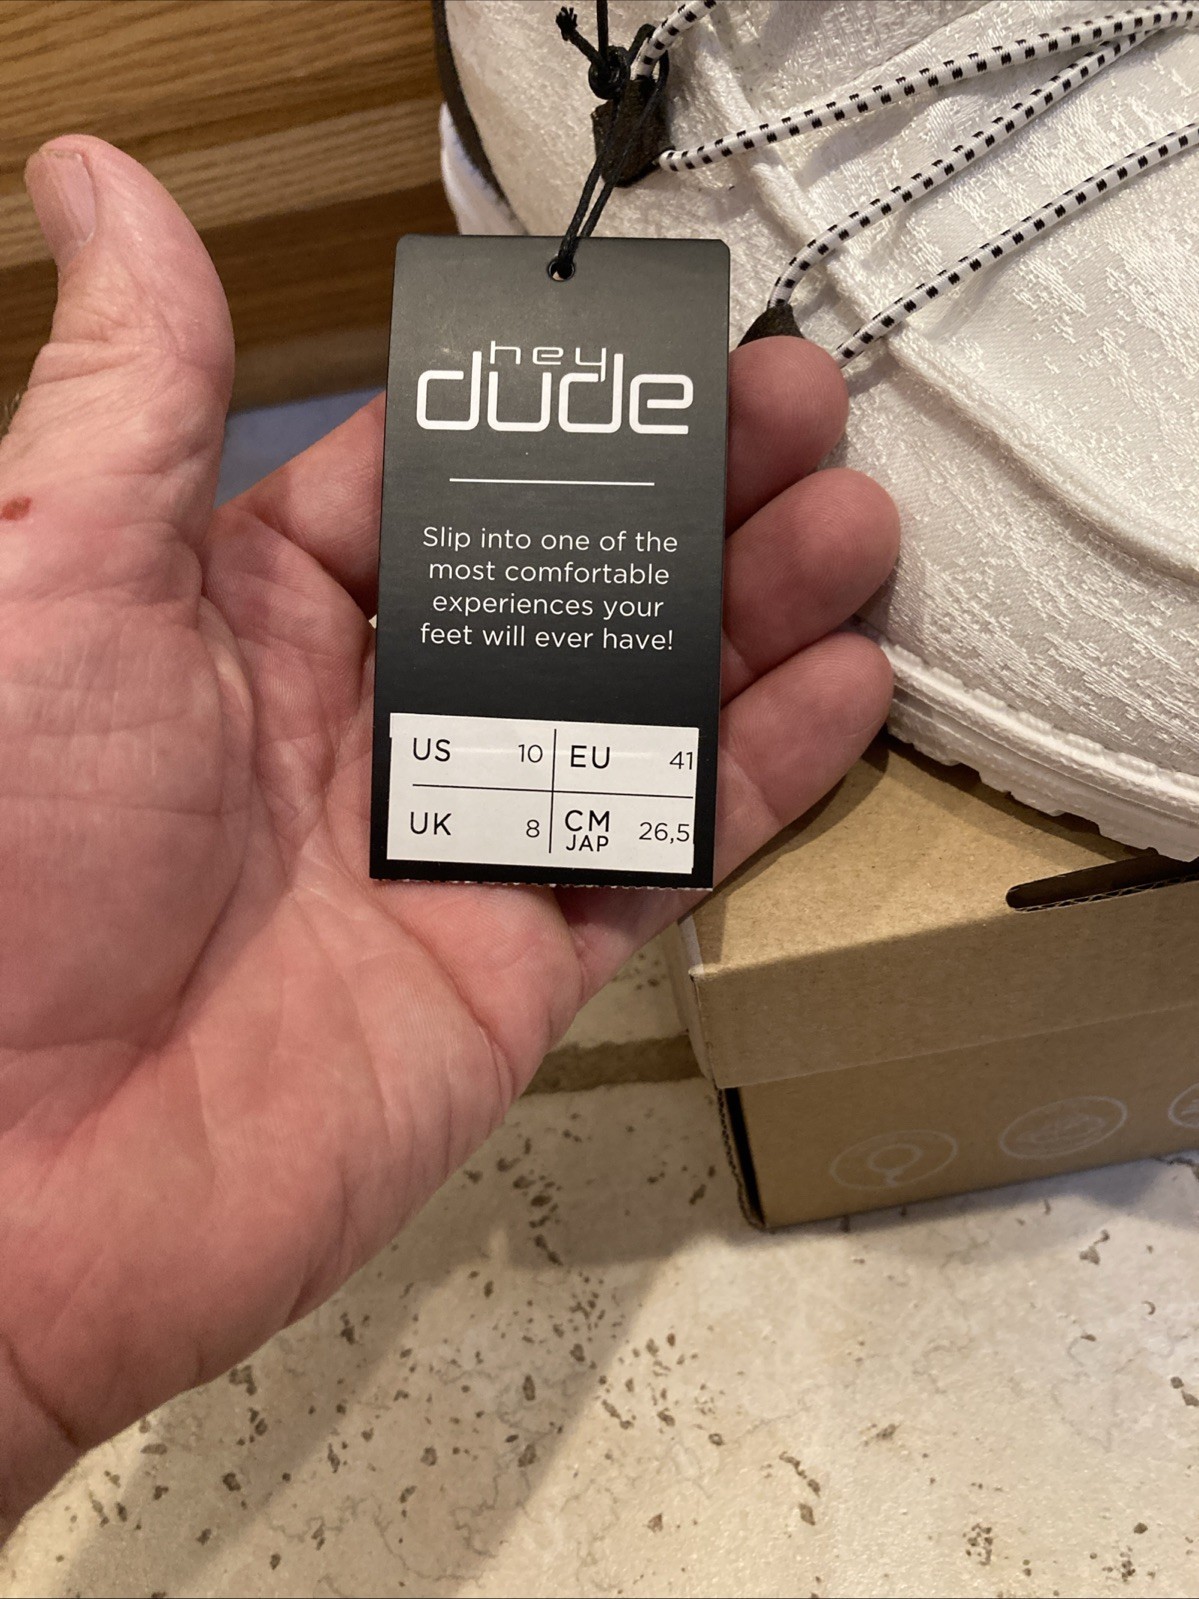 hey
dude
Slip into one of the
most comfortable
experiences your
feet will ever have!
US 10 EU 41
UK 8 CM JAP 26,5